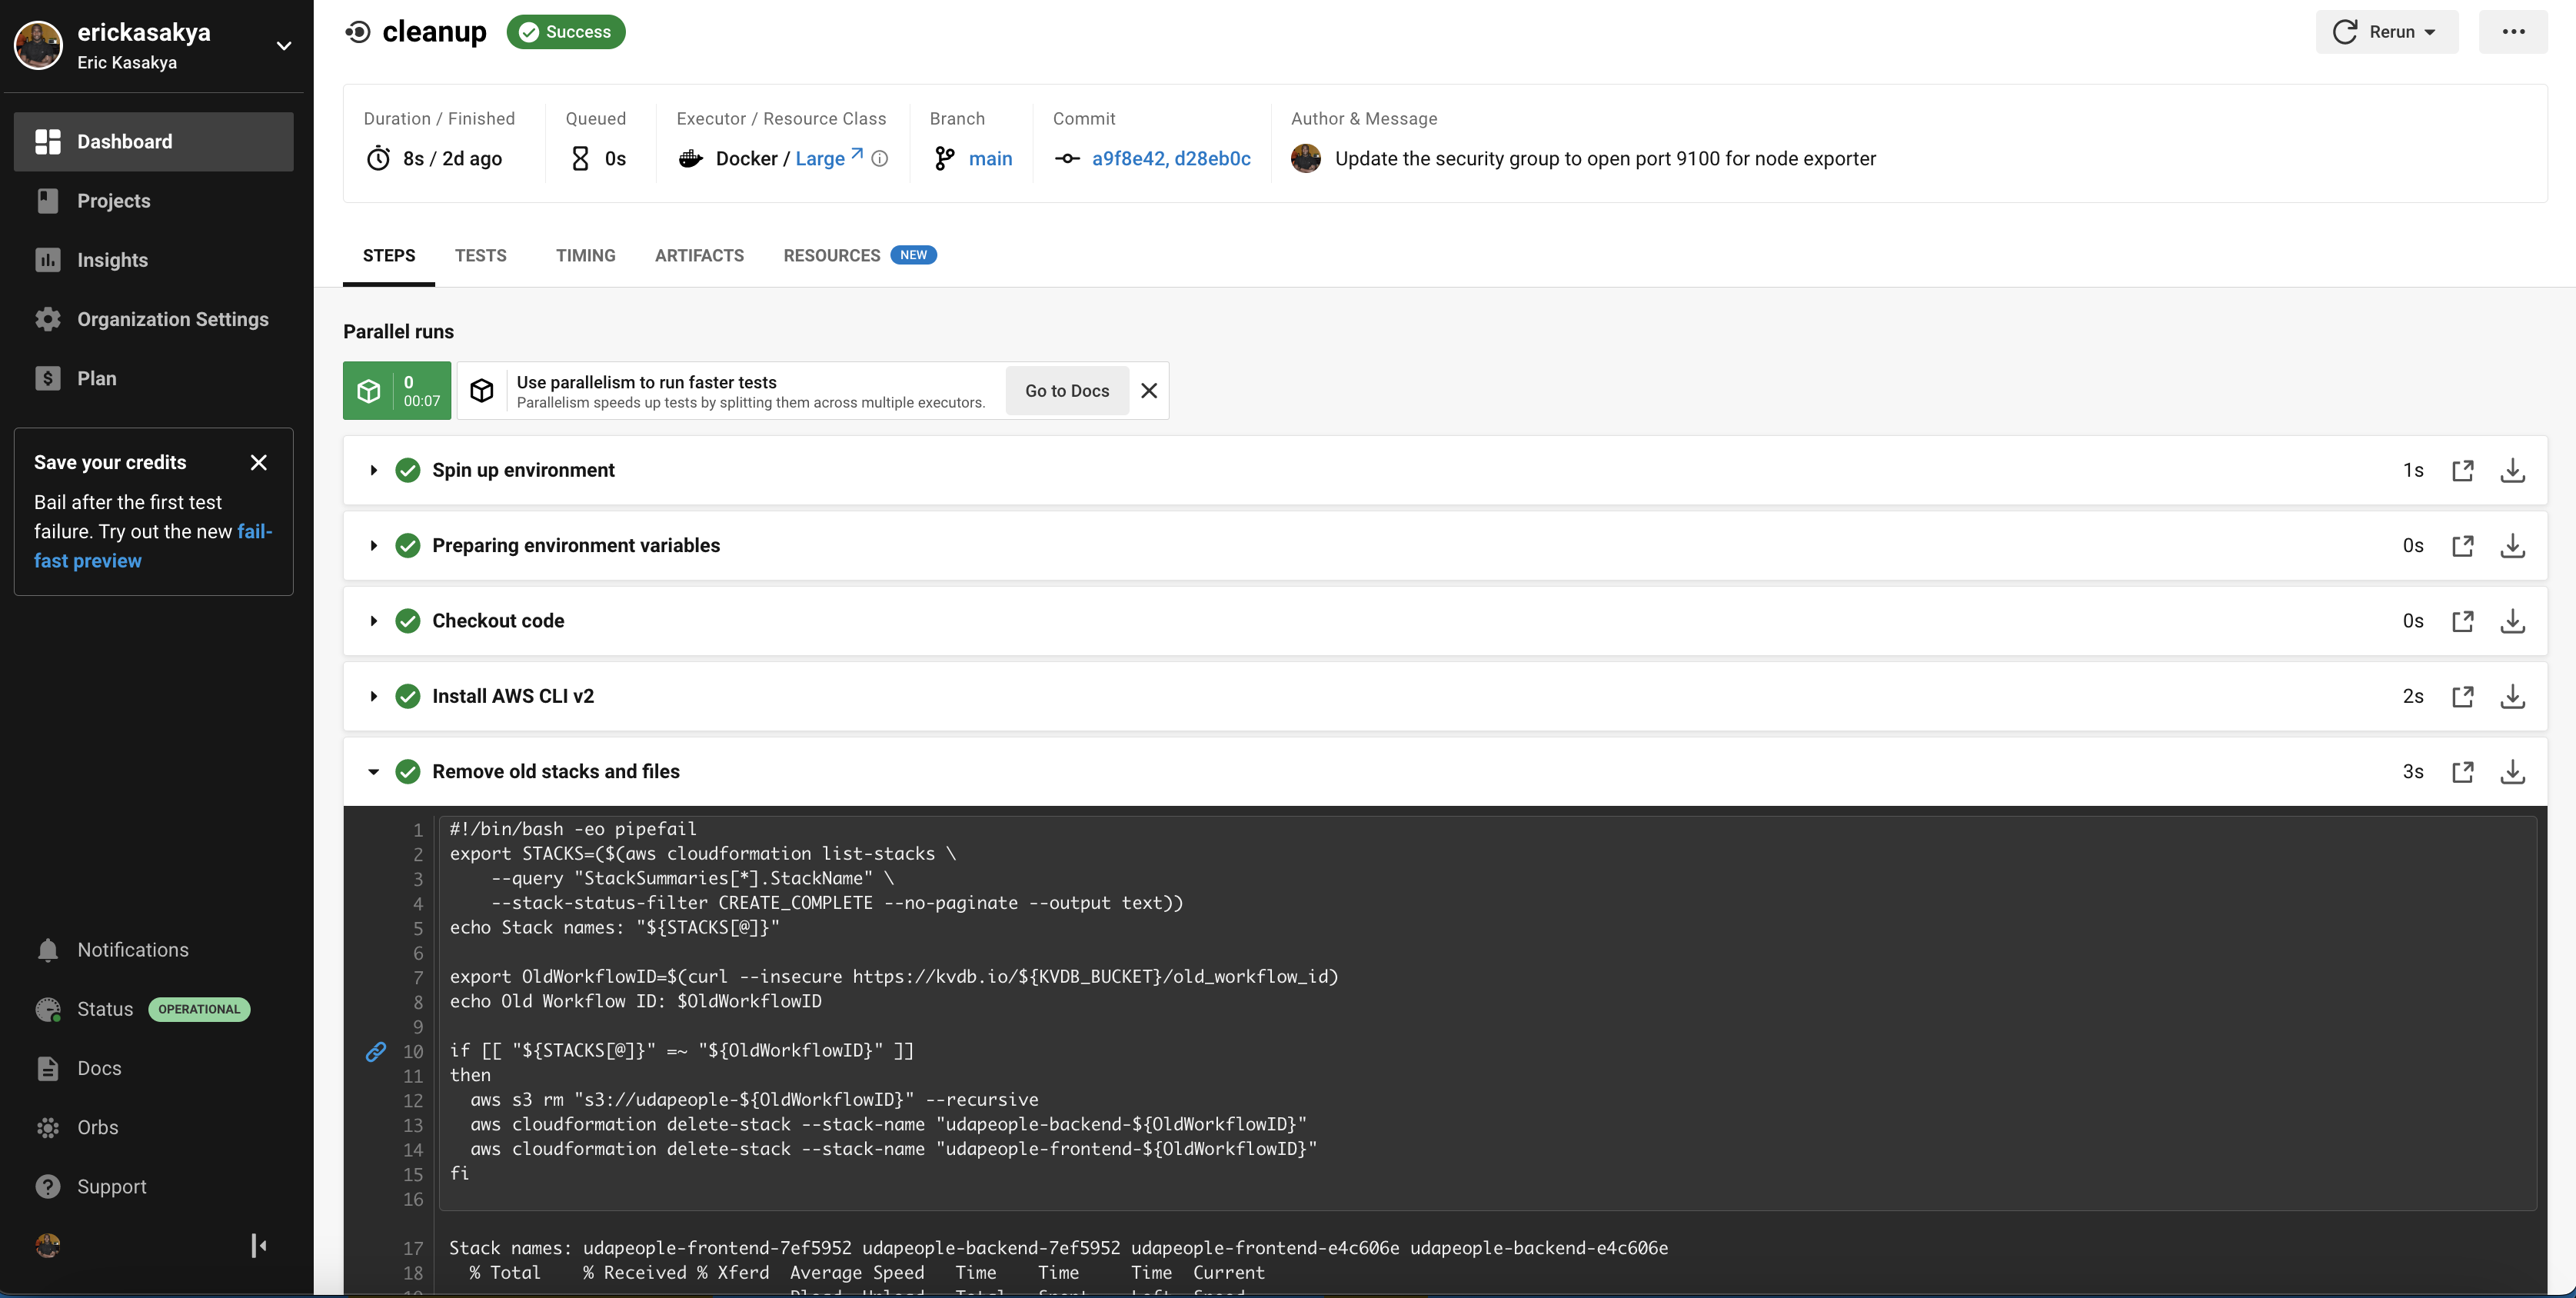 erickasakya
Eric Kasakya
Dashboard
Projects
Insights
Organization Settings
Plan
Save your credits
Bail after the first test
failure. Try out the new fail-
fast preview
Notifications
Status OPERATIONAL
Docs
Orbs
Support
cleanup Success
Rerun
Duration / Finished
8s / 2d ago
Queued
0s
Executor / Resource Class
Docker / Large
Branch
main
Commit
a9f8e42, d28eb0c
Author & Message
Update the security group to open port 9100 for node exporter
STEPS TESTS TIMING ARTIFACTS RESOURCES NEW
Parallel runs
0
00:07
Use parallelism to run faster tests
Parallelism speeds up tests by splitting them across multiple executors.
Go to Docs
Spin up environment 1s
Preparing environment variables 0s
Checkout code 0s
Install AWS CLI v2 2s
Remove old stacks and files 3s
1 #!/bin/bash -eo pipefail
2 export STACKS=($(aws cloudformation list-stacks \
3     --query "StackSummaries[*].StackName" \
4     --stack-status-filter CREATE_COMPLETE --no-paginate --output text))
5 echo Stack names: "${STACKS[@]}"
6
7 export OldWorkflowID=$(curl --insecure https://kvdb.io/${KVDB_BUCKET}/old_workflow_id)
8 echo Old Workflow ID: $OldWorkflowID
9
10 if [[ "${STACKS[@]}" =~ "${OldWorkflowID}" ]]
11 then
12   aws s3 rm "s3://udapeople-${OldWorkflowID}" --recursive
13   aws cloudformation delete-stack --stack-name "udapeople-backend-${OldWorkflowID}"
14   aws cloudformation delete-stack --stack-name "udapeople-frontend-${OldWorkflowID}"
15 fi
16
17 Stack names: udapeople-frontend-7ef5952 udapeople-backend-7ef5952 udapeople-frontend-e4c606e udapeople-backend-e4c606e
18   % Total    % Received % Xferd  Average Speed   Time    Time     Time  Current